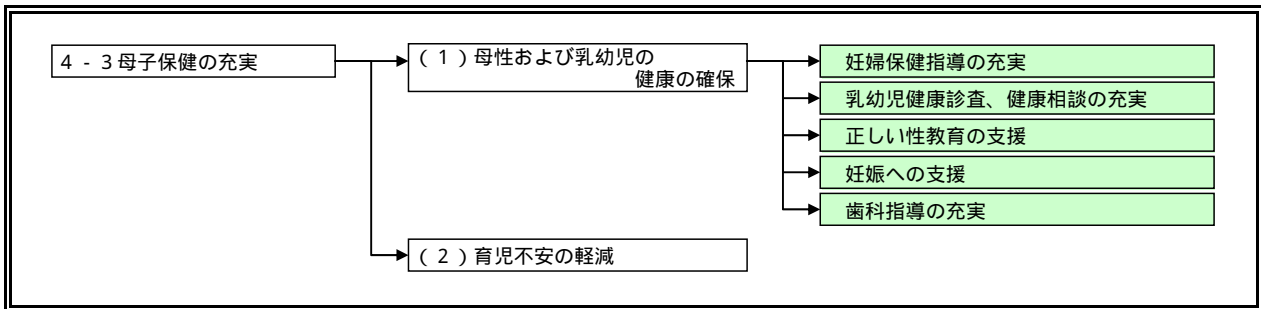 ４-３母子保健の充実
(１)母性および乳幼児の
健康の確保
妊婦保健指導の充実
乳幼児健康診査、健康相談の充実
正しい性教育の支援
妊娠への支援
歯科指導の充実
(２)育児不安の軽減